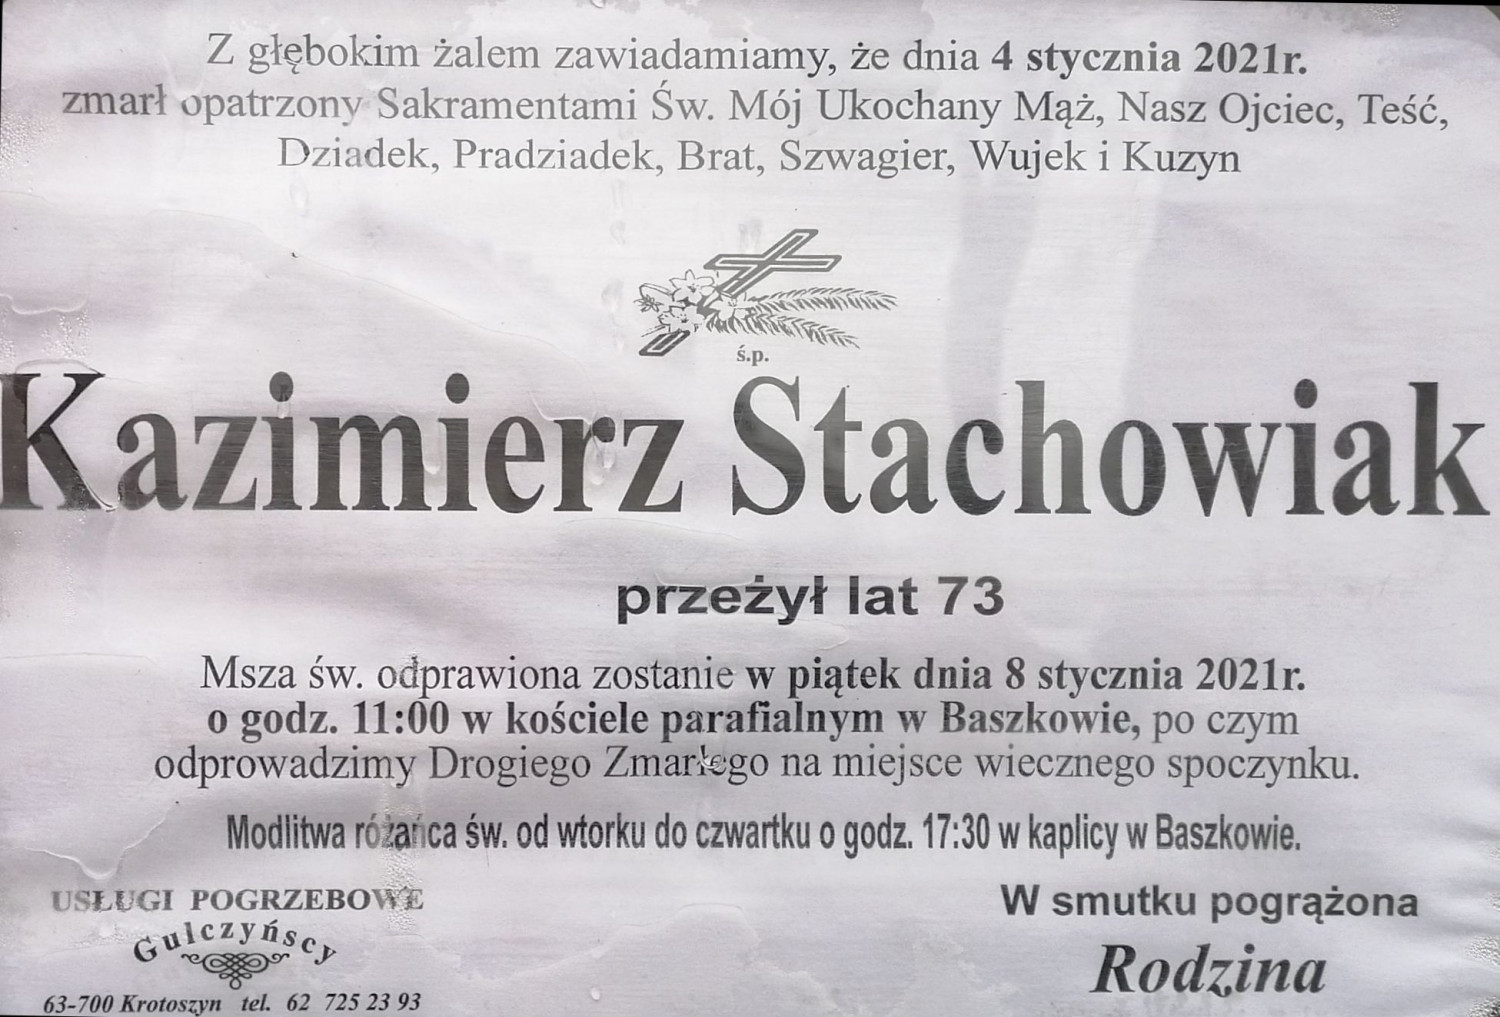 Z głębokim żalem zawiadamiamy, że dnia 4 stycznia 2021r.
zmarł opatrzony Sakramentami Św. Mój Ukochany Mąż, Nasz Ojciec, Teść,
Dziadek, Pradziadek, Brat, Szwagier, Wujek i Kuzyn
ś.p.
Kazimierz Stachowiak
przeżył lat 73
Msza św. odprawiona zostanie w piątek dnia 8 stycznia 2021r.
o godz. 11:00 w kościele parafialnym w Baszkowie, po czym
odprowadzimy Drogiego Zmarłego na miejsce wiecznego spoczynku.
Modlitwa różańca św. od wtorku do czwartku o godz. 17:30 w kaplicy w Baszkowie.
USŁUGI POGRZEBOWE
Gulczyńscy
63-700 Krotoszyn tel. 62 725 23 93
W smutku pogrążona
Rodzina